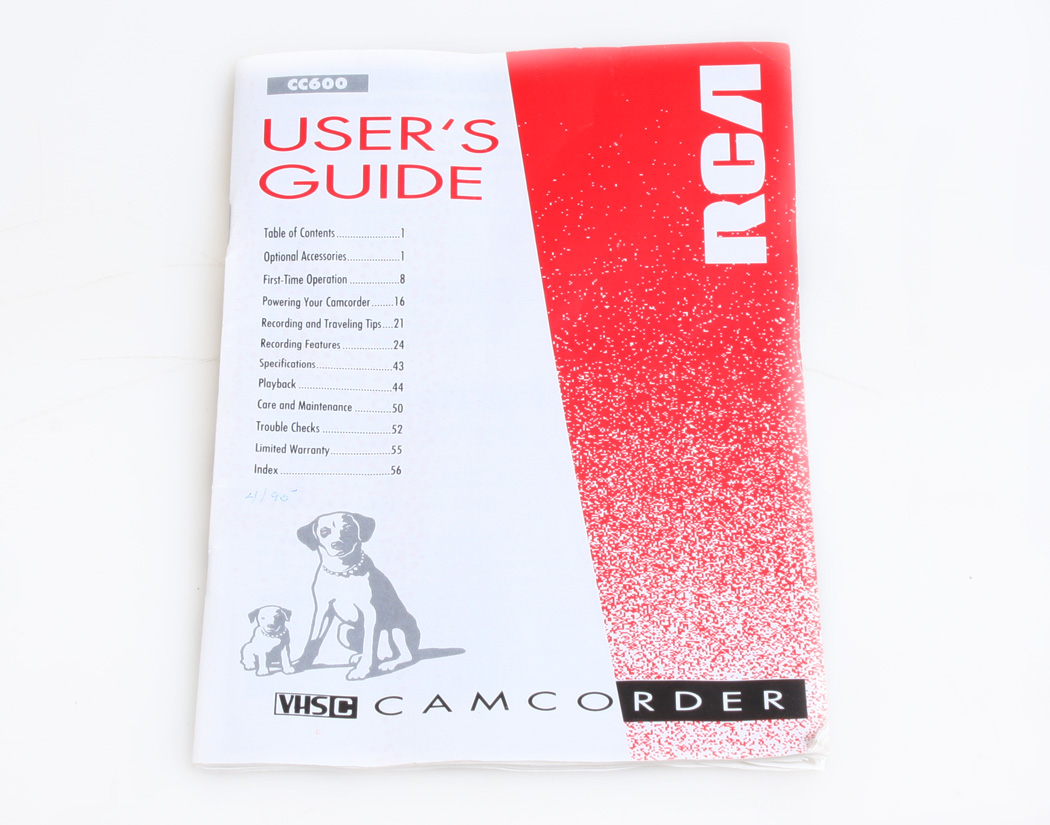 CC600
RCA
USER'S
GUIDE
Table of Contents......................1
Optional Accessories..................1
First-Time Operation ..................8
Powering Your Camcorder........16
Recording and Traveling Tips....21
Recording Features .................24
Specifications..........................43
Playback ................................44
Care and Maintenance .............50
Trouble Checks .......................52
Limited Warranty.....................55
Index .....................................56
4/95
VHS C CAMCORDER